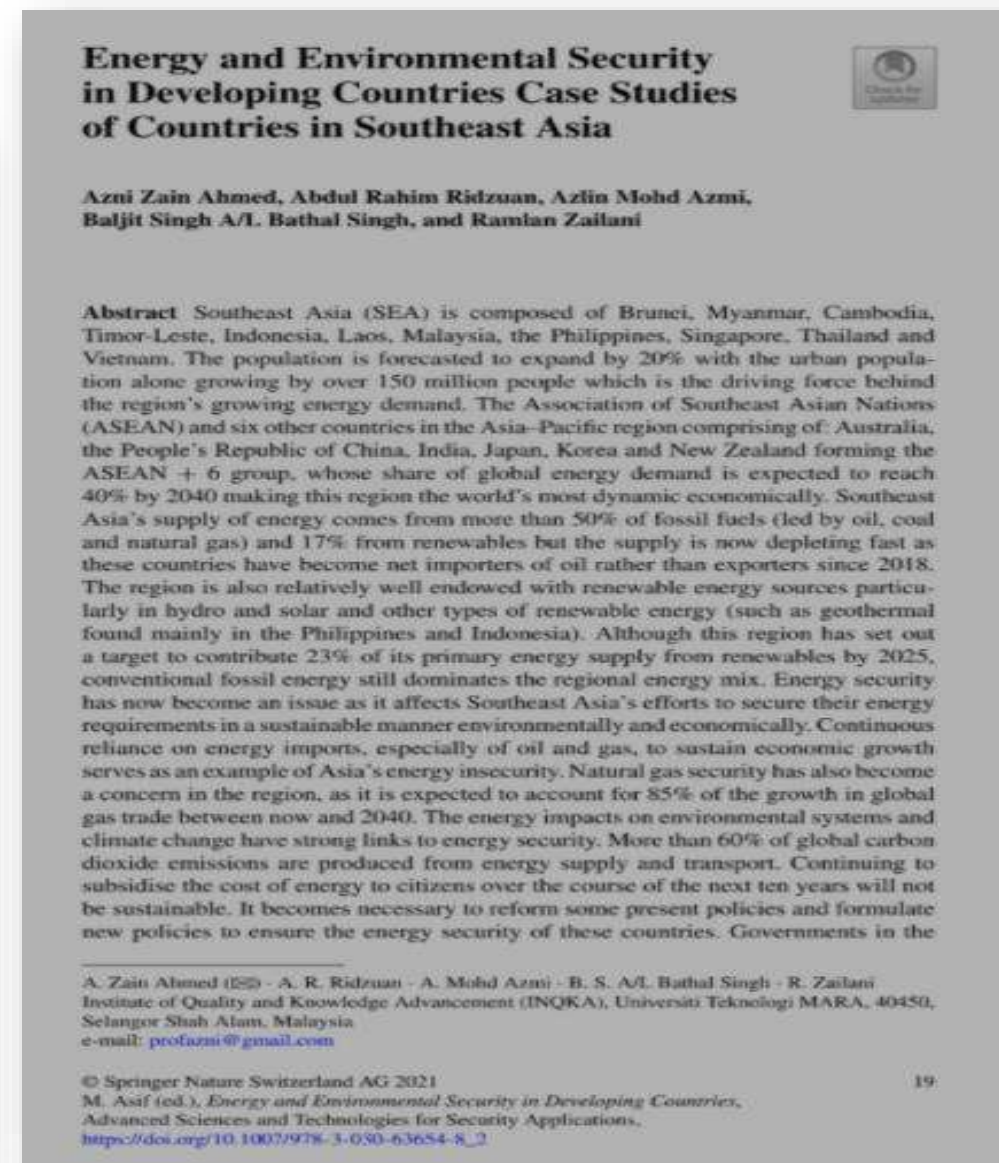 Energy and Environmental Security
in Developing Countries Case Studies
of Countries in Southeast Asia
Check for
updates
Azni Zain Ahmed, Abdul Rahim Ridzuan, Azlin Mohd Azmi,
Baljit Singh A/L Bathal Singh, and Ramlan Zailani
Abstract Southeast Asia (SEA) is composed of Brunei, Myanmar, Cambodia,
Timor-Leste, Indonesia, Laos, Malaysia, the Philippines, Singapore, Thailand and
Vietnam. The population is forecasted to expand by 20% with the urban popula-
tion alone growing by over 150 million people which is the driving force behind
the region's growing energy demand. The Association of Southeast Asian Nations
(ASEAN) and six other countries in the Asia–Pacific region comprising of: Australia,
the People's Republic of China, India, Japan, Korea and New Zealand forming the
ASEAN + 6 group, whose share of global energy demand is expected to reach
40% by 2040 making this region the world's most dynamic economically. Southeast
Asia's supply of energy comes from more than 50% of fossil fuels (led by oil, coal
and natural gas) and 17% from renewables but the supply is now depleting fast as
these countries have become net importers of oil rather than exporters since 2018.
The region is also relatively well endowed with renewable energy sources particu-
larly in hydro and solar and other types of renewable energy (such as geothermal
found mainly in the Philippines and Indonesia). Although this region has set out
a target to contribute 23% of its primary energy supply from renewables by 2025,
conventional fossil energy still dominates the regional energy mix. Energy security
has now become an issue as it affects Southeast Asia's efforts to secure their energy
requirements in a sustainable manner environmentally and economically. Continuous
reliance on energy imports, especially of oil and gas, to sustain economic growth
serves as an example of Asia's energy insecurity. Natural gas security has also become
a concern in the region, as it is expected to account for 85% of the growth in global
gas trade between now and 2040. The energy impacts on environmental systems and
climate change have strong links to energy security. More than 60% of global carbon
dioxide emissions are produced from energy supply and transport. Continuing to
subsidise the cost of energy to citizens over the course of the next ten years will not
be sustainable. It becomes necessary to reform some present policies and formulate
new policies to ensure the energy security of these countries. Governments in the
A. Zain Ahmed (✉) · A. R. Ridzuan · A. Mohd Azmi · B. S. A/L Bathal Singh · R. Zailani
Institute of Quality and Knowledge Advancement (INQKA), Universiti Teknologi MARA, 40450,
Selangor Shah Alam, Malaysia
e-mail: profazni@gmail.com
© Springer Nature Switzerland AG 2021 19
M. Asif (ed.), Energy and Environmental Security in Developing Countries,
Advanced Sciences and Technologies for Security Applications,
https://doi.org/10.1007/978-3-030-63654-8_2